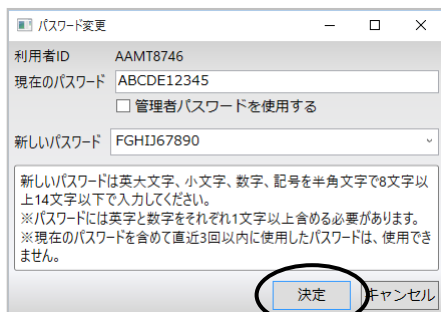 パスワード変更
利用者ID AAMT8746
現在のパスワード ABCDE12345
管理者パスワードを使用する
新しいパスワード FGHIJ67890
新しいパスワードは英大文字、小文字、数字、記号を半角文字で8文字以
上14文字以下で入力してください。
※パスワードには英字と数字をそれぞれ1文字以上含める必要があります。
※現在のパスワードを含めて直近3回以内に使用したパスワードは、使用でき
ません。
決定 キャンセル